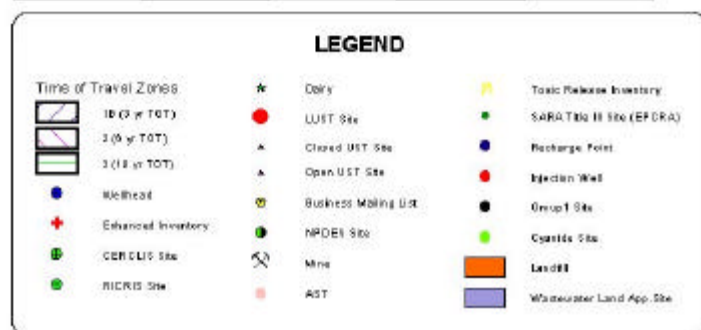 LEGEND
Time of Travel Zones
1B (3 yr TOT)
2 (6 yr TOT)
3 (10 yr TOT)
Wellhead
Enhanced Inventory
CERCLIS Site
RICRIS Site
Dairy
LUST Site
Closed UST Site
Open UST Site
Business Mailing List
NPDES Site
Mine
AST
Toxic Release Inventory
SARA Title III Site (EPCRA)
Recharge Point
Injection Well
Group1 Site
Cyanide Site
Landfill
Wastewater Land App. Site